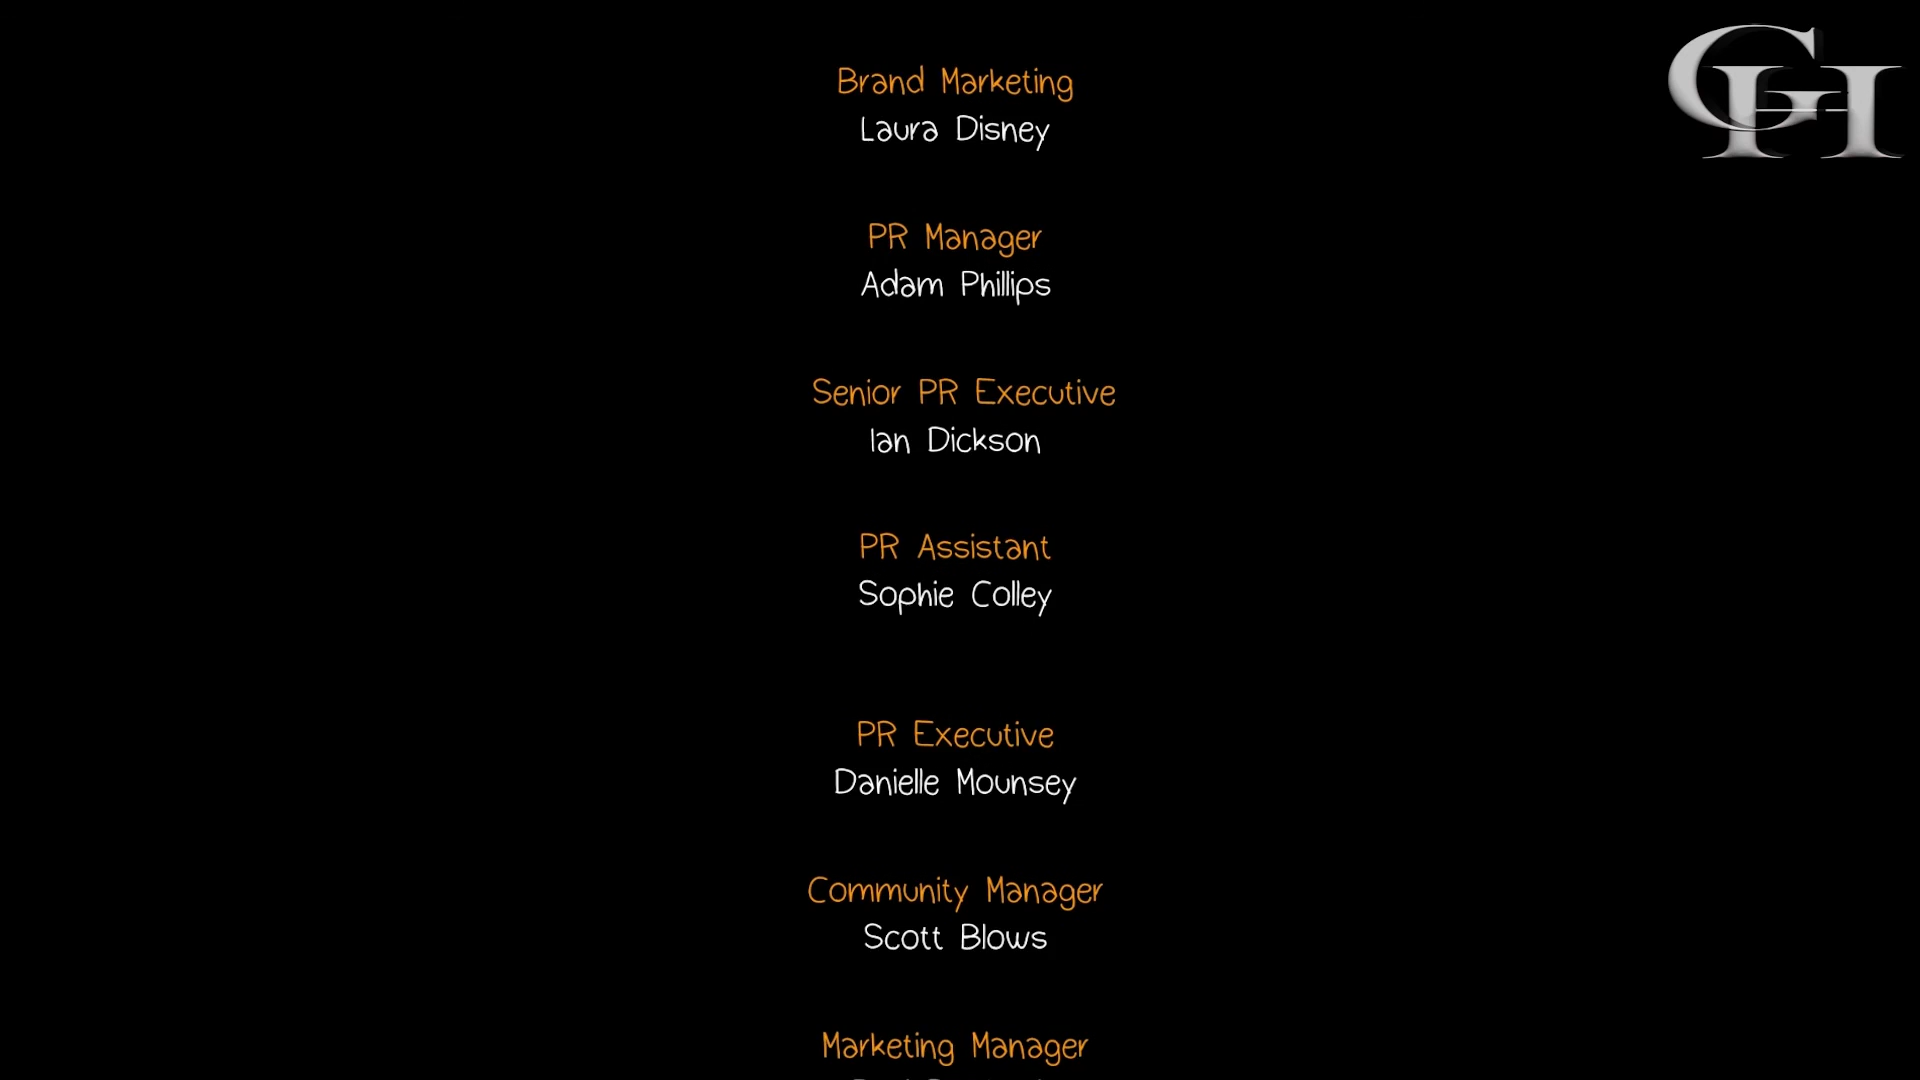 GH
Brand Marketing
Laura Disney
PR Manager
Adam Phillips
Senior PR Executive
Ian Dickson
PR Assistant
Sophie Colley
PR Executive
Danielle Mounsey
Community Manager
Scott Blows
Marketing Manager